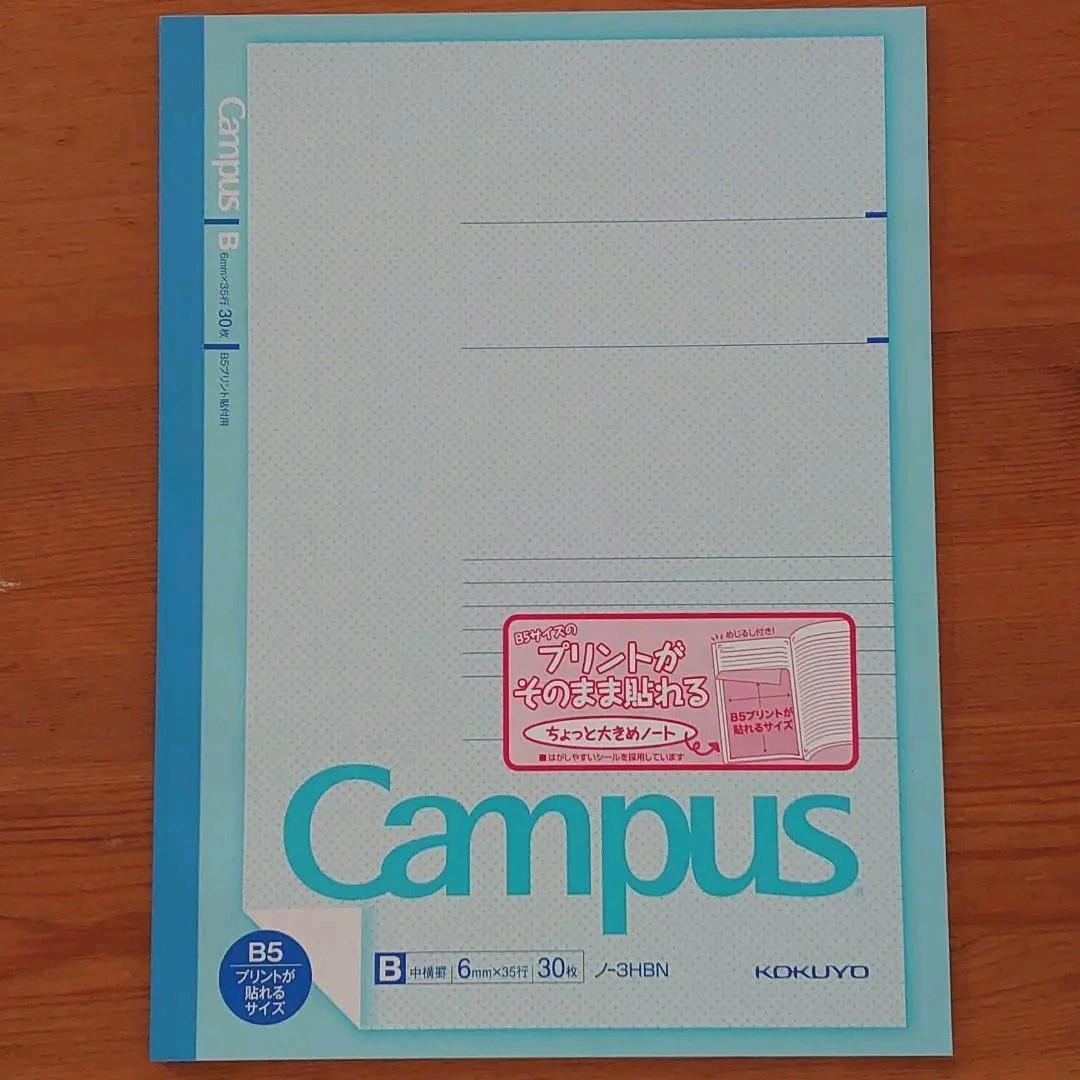 Campus
B
6mm×35行 30枚
B5プリント貼付用
B5サイズの
プリントが
そのまま貼れる
ちょっと大きめノート
■はがしやすいシールを採用しています
めじるし付き!
B5プリントが
貼れるサイズ
Campus®
B5
プリントが
貼れる
サイズ
B 中横罫 6mm×35行 30枚 ノ-3HBN
KOKUYO